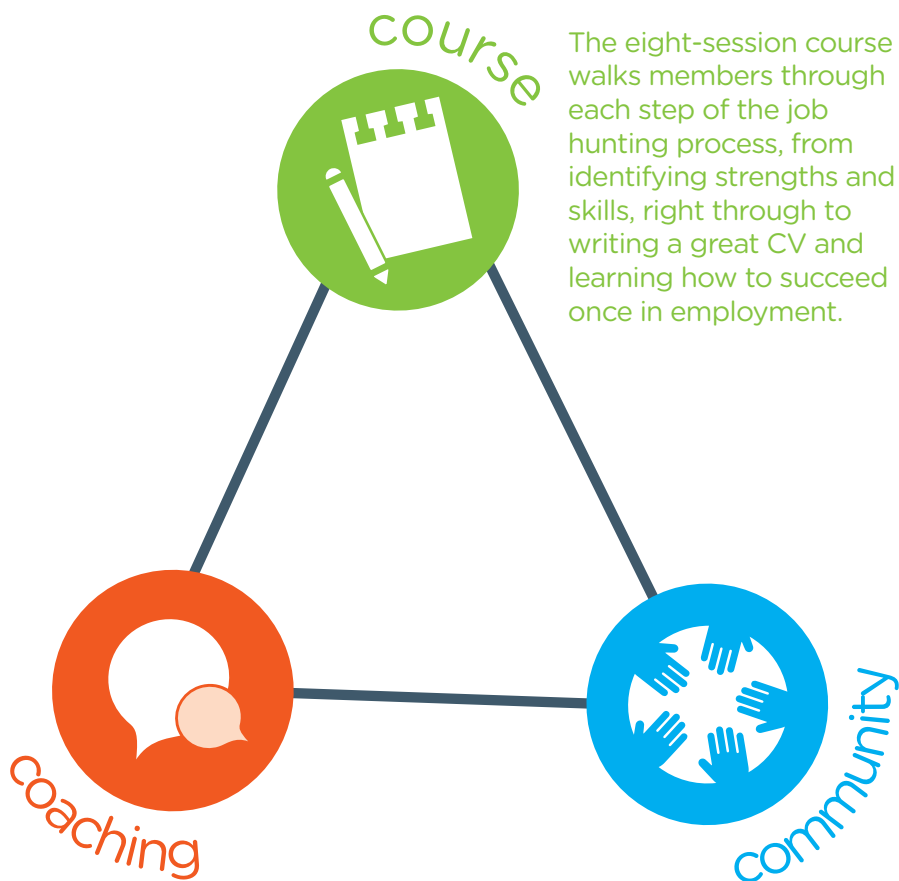 course
The eight-session course
walks members through
each step of the job
hunting process, from
identifying strengths and
skills, right through to
writing a great CV and
learning how to succeed
once in employment.
coaching
community